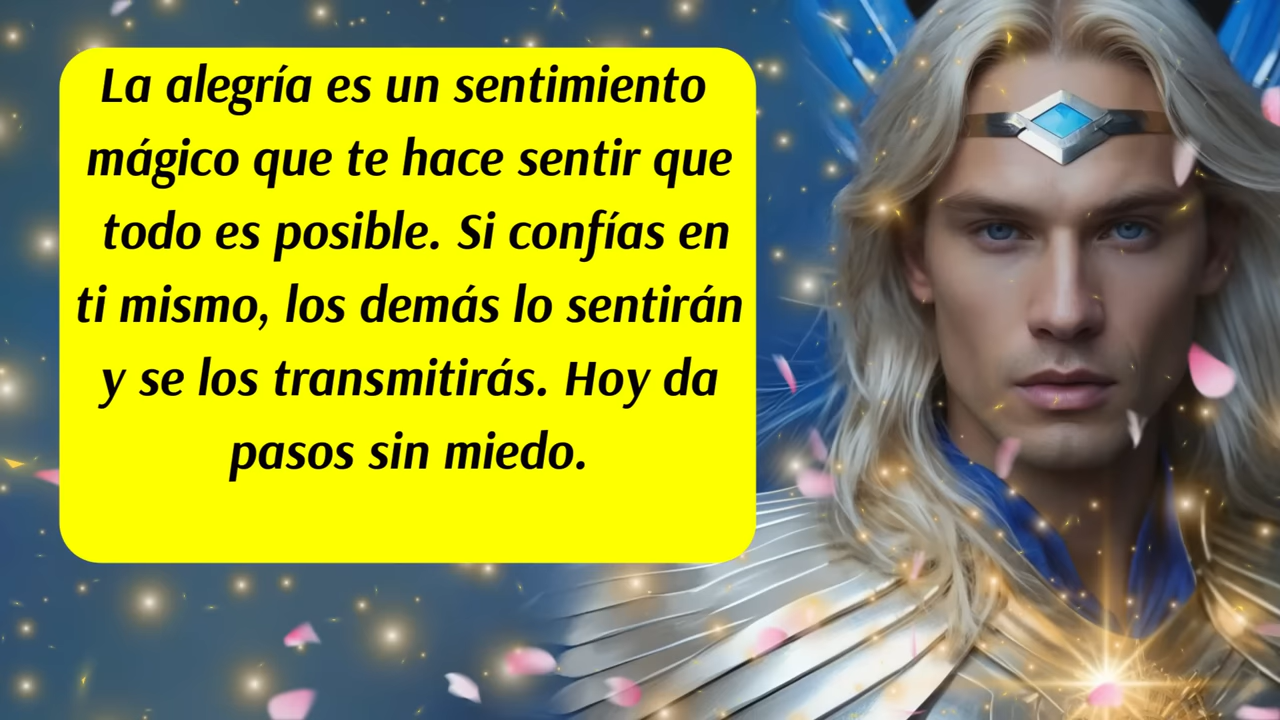 La alegría es un sentimiento
mágico que te hace sentir que
todo es posible. Si confías en
ti mismo, los demás lo sentirán
y se los transmitirás. Hoy da
pasos sin miedo.